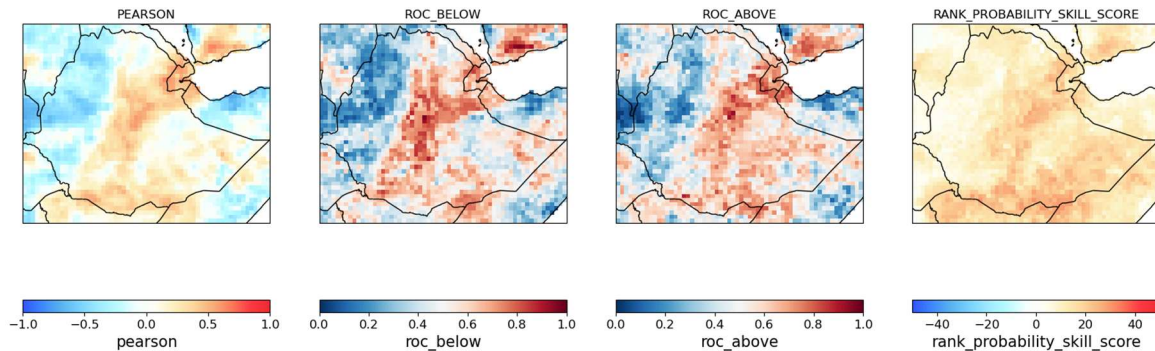 PEARSON
ROC_BELOW
ROC_ABOVE
RANK_PROBABILITY_SKILL_SCORE
−1.0 −0.5 0.0 0.5 1.0
pearson
0.0 0.2 0.4 0.6 0.8 1.0
roc_below
0.0 0.2 0.4 0.6 0.8 1.0
roc_above
−40 −20 0 20 40
rank_probability_skill_score